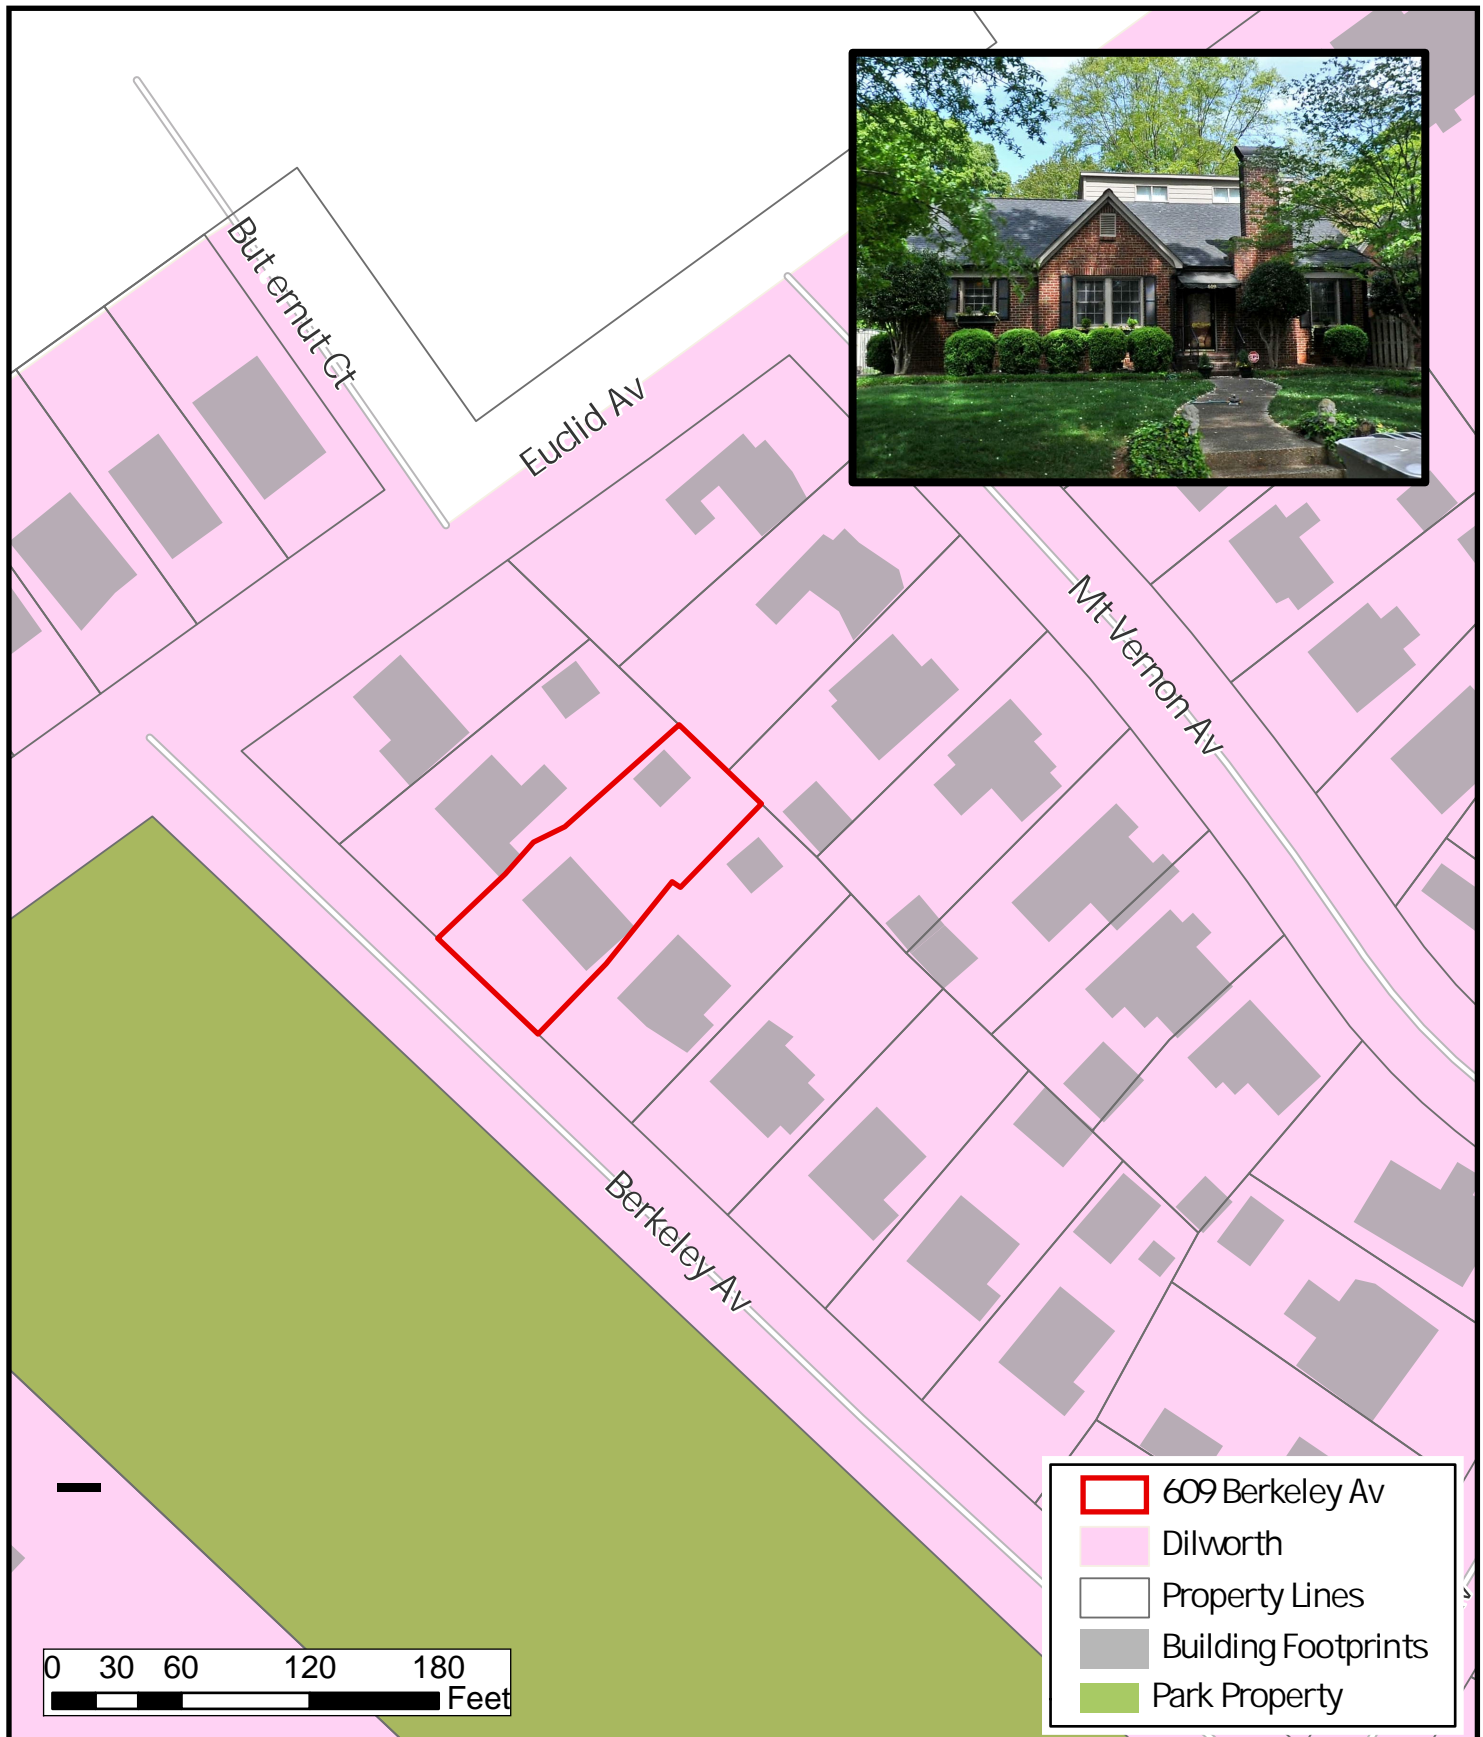 Butternut Ct
Euclid Av
609
Mt Vernon Av
Berkeley Av
609 Berkeley Av
Dilworth
Property Lines
Building Footprints
Park Property
0 30 60 120 180
Feet